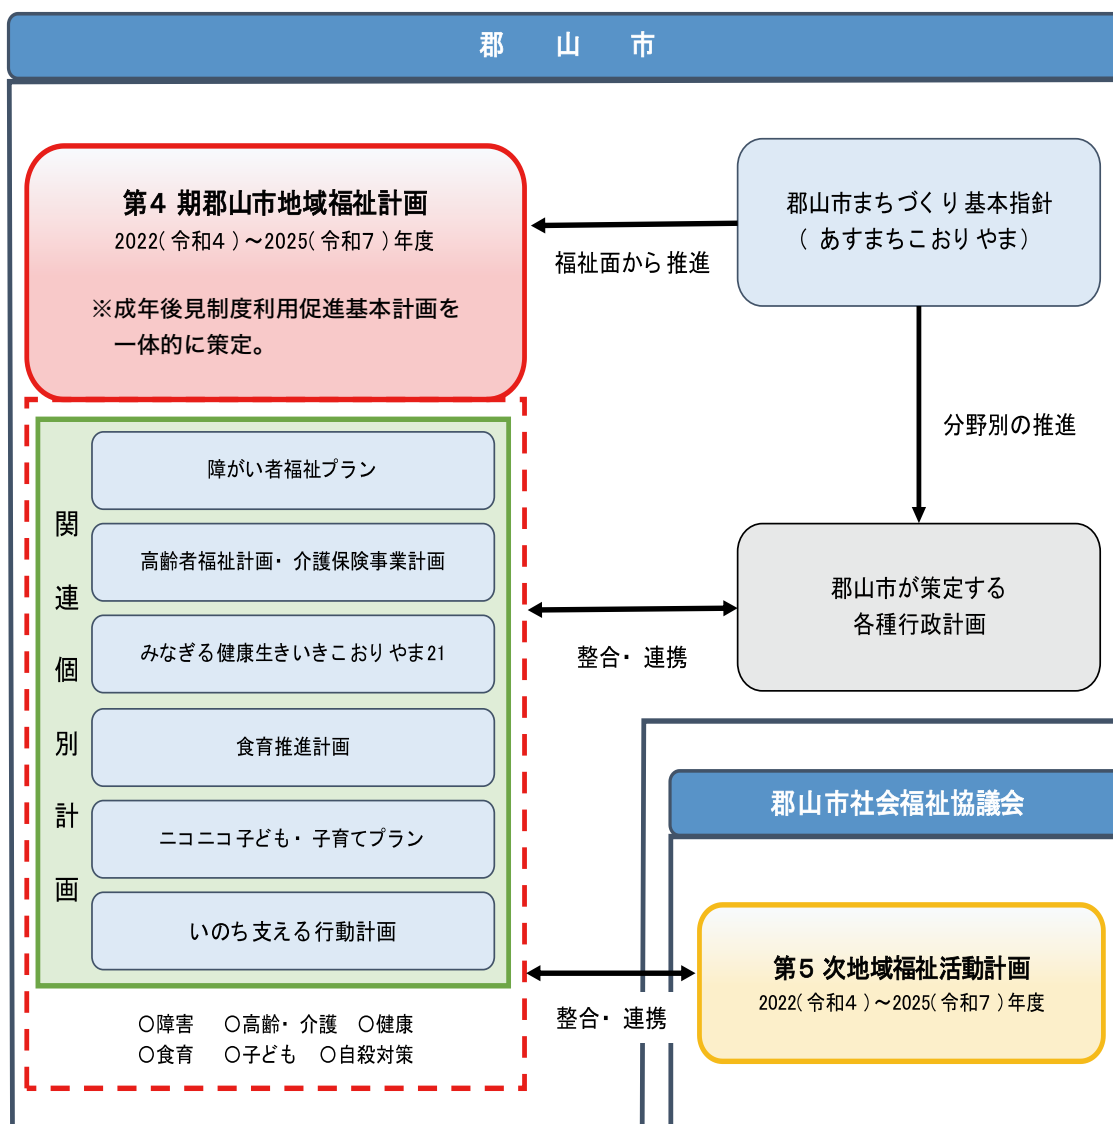 郡山市
第4期郡山市地域福祉計画
2022(令和4)～2025(令和7)年度
※成年後見制度利用促進基本計画を
一体的に策定。
郡山市まちづくり基本指針
(あすまちこおりやま)
福祉面から推進
分野別の推進
関連個別計画
障がい者福祉プラン
高齢者福祉計画・介護保険事業計画
みなぎる健康生きいきこおりやま21
食育推進計画
ニコニコ子ども・子育てプラン
いのち支える行動計画
郡山市が策定する
各種行政計画
整合・連携
郡山市社会福祉協議会
第5次地域福祉活動計画
2022(令和4)～2025(令和7)年度
整合・連携
○障害 ○高齢・介護 ○健康
○食育 ○子ども ○自殺対策